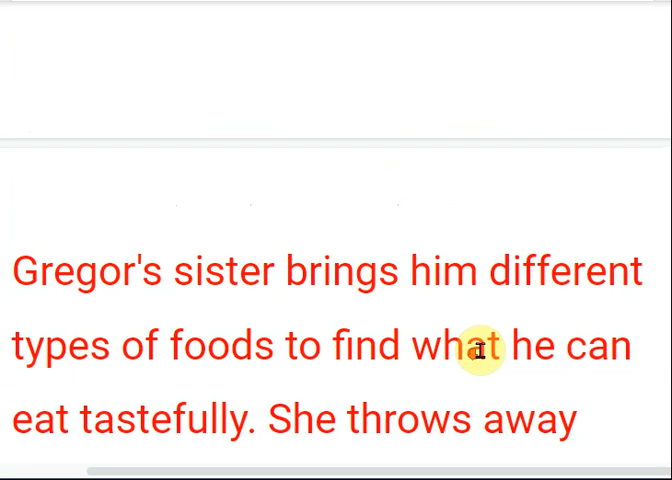 Gregor's sister brings him different
types of foods to find what he can
eat tastefully. She throws away